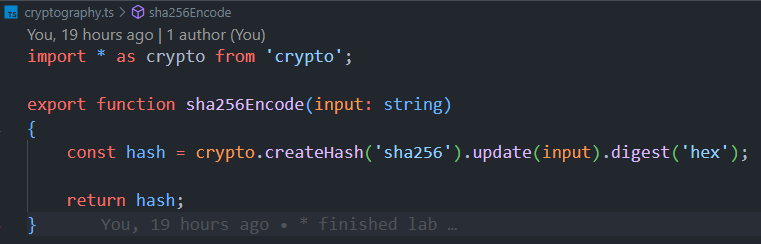 TS cryptography.ts > sha256Encode
You, 19 hours ago | 1 author (You)
import * as crypto from 'crypto';
export function sha256Encode(input: string)
{
const hash = crypto.createHash('sha256').update(input).digest('hex');
return hash;
} You, 19 hours ago • * finished lab …